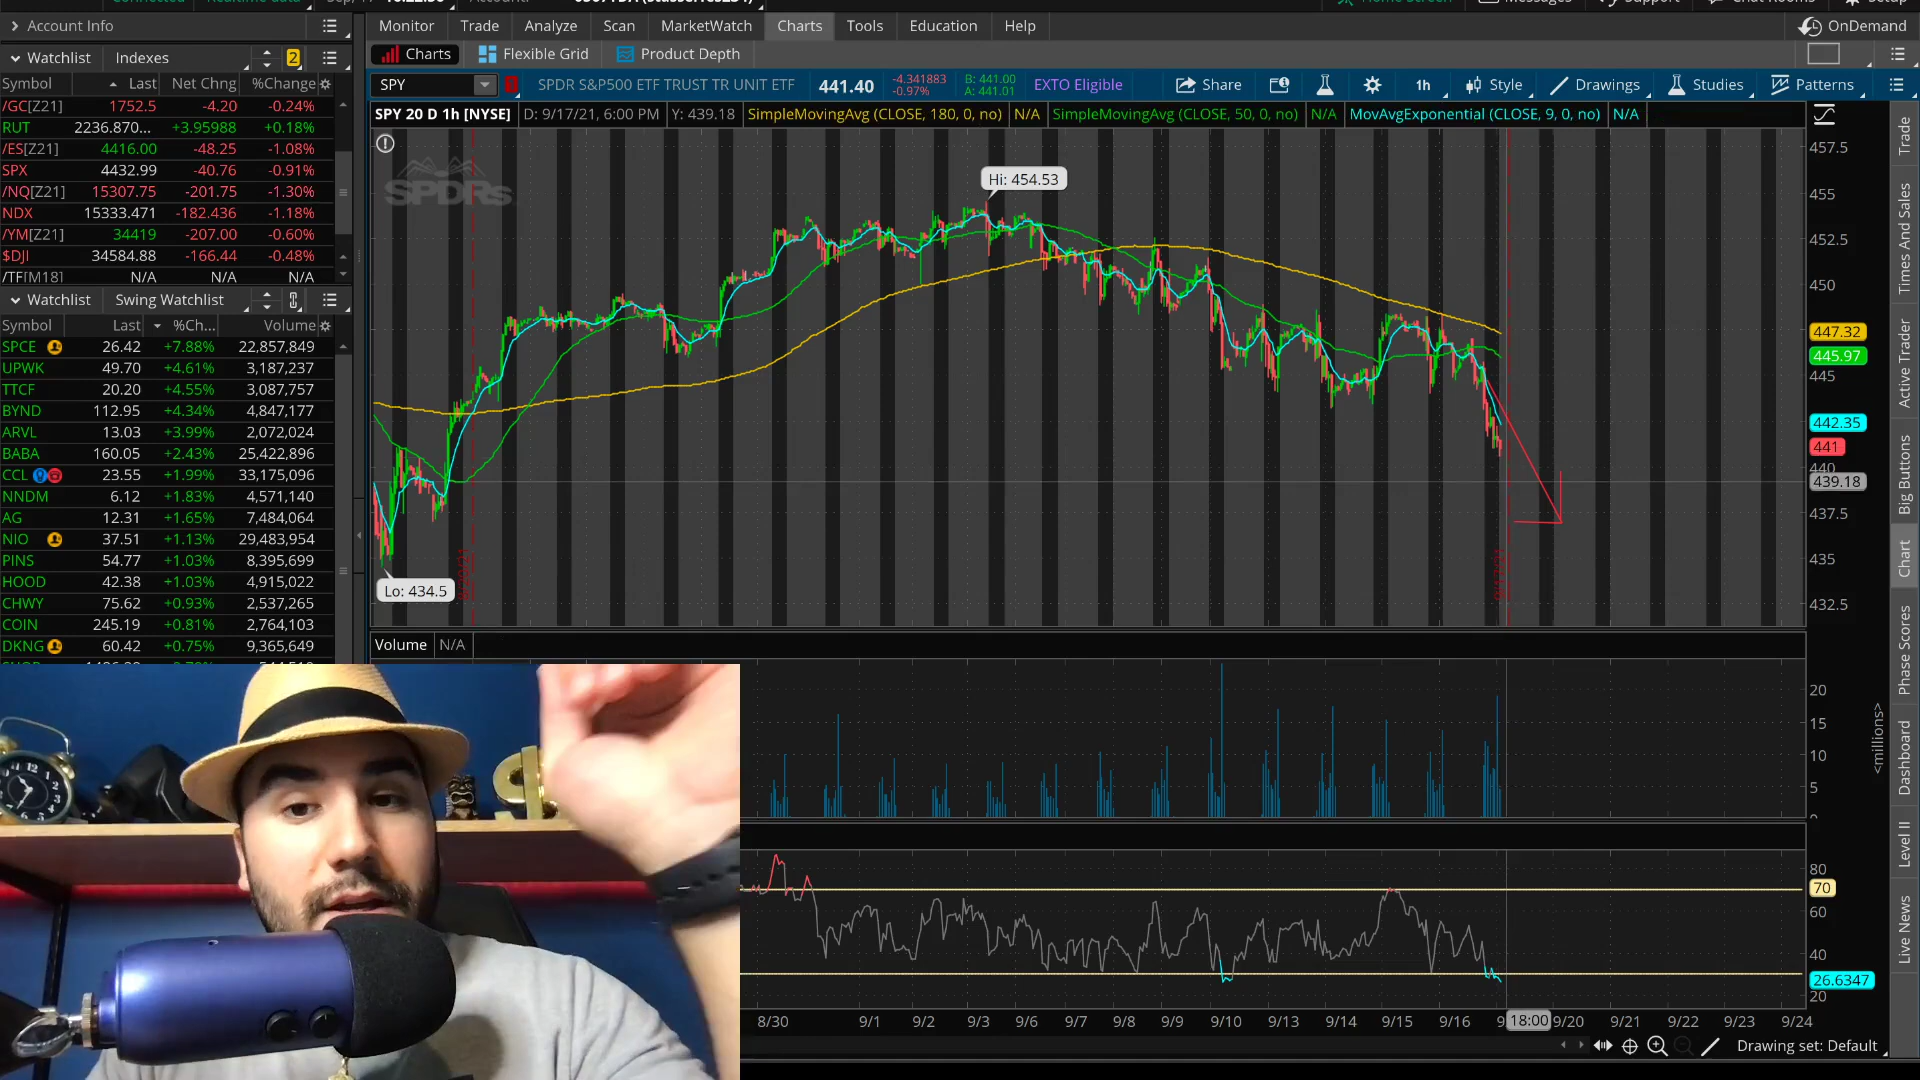 Account Info
Monitor Trade Analyze Scan MarketWatch Charts Tools Education Help OnDemand
Charts Flexible Grid Product Depth
Watchlist Indexes 2
Symbol Last Net Chng %Change
/GC[Z21] 1752.5 -4.20 -0.24%
RUT 2236.870... +3.95988 +0.18%
/ES[Z21] 4416.00 -48.25 -1.08%
SPX 4432.99 -40.76 -0.91%
/NQ[Z21] 15307.75 -201.75 -1.30%
NDX 15333.471 -182.436 -1.18%
/YM[Z21] 34419 -207.00 -0.60%
$DJI 34584.88 -166.44 -0.48%
/TF[M18] N/A N/A N/A
Watchlist Swing Watchlist
Symbol Last %Ch... Volume
SPCE 26.42 +7.88% 22,857,849
UPWK 49.70 +4.61% 3,187,237
TTCF 20.20 +4.55% 3,087,757
BYND 112.95 +4.34% 4,847,177
ARVL 13.03 +3.99% 2,072,024
BABA 160.05 +2.43% 25,422,896
CCL 23.55 +1.99% 33,175,096
NNDM 6.12 +1.83% 4,571,140
AG 12.31 +1.65% 7,484,064
NIO 37.51 +1.13% 29,483,954
PINS 54.77 +1.03% 8,395,699
HOOD 42.38 +1.03% 4,915,022
CHWY 75.62 +0.93% 2,537,265
COIN 245.19 +0.81% 2,764,103
DKNG 60.42 +0.75% 9,365,649
SPY SPDR S&P500 ETF TRUST TR UNIT ETF 441.40 -4.341883 -0.97% B: 441.00 A: 441.01 EXTO Eligible Share 1h Style Drawings Studies Patterns
SPY 20 D 1h [NYSE] D: 9/17/21, 6:00 PM Y: 439.18 SimpleMovingAvg (CLOSE, 180, 0, no) N/A SimpleMovingAvg (CLOSE, 50, 0, no) N/A MovAvgExponential (CLOSE, 9, 0, no) N/A
SPDRs
Hi: 454.53
Lo: 434.5
457.5
455
452.5
450
447.32
445.97
445
442.35
441
440
439.18
437.5
435
432.5
Volume N/A
20
15
10
5
<millions>
80
70
60
40
26.6347
20
8/30 9/1 9/2 9/3 9/6 9/7 9/8 9/9 9/10 9/13 9/14 9/15 9/16 18:00 9/20 9/21 9/22 9/23 9/24
Drawing set: Default
Trade
Times And Sales
Active Trader
Big Buttons
Chart
Phase Scores
Dashboard
Level II
Live News